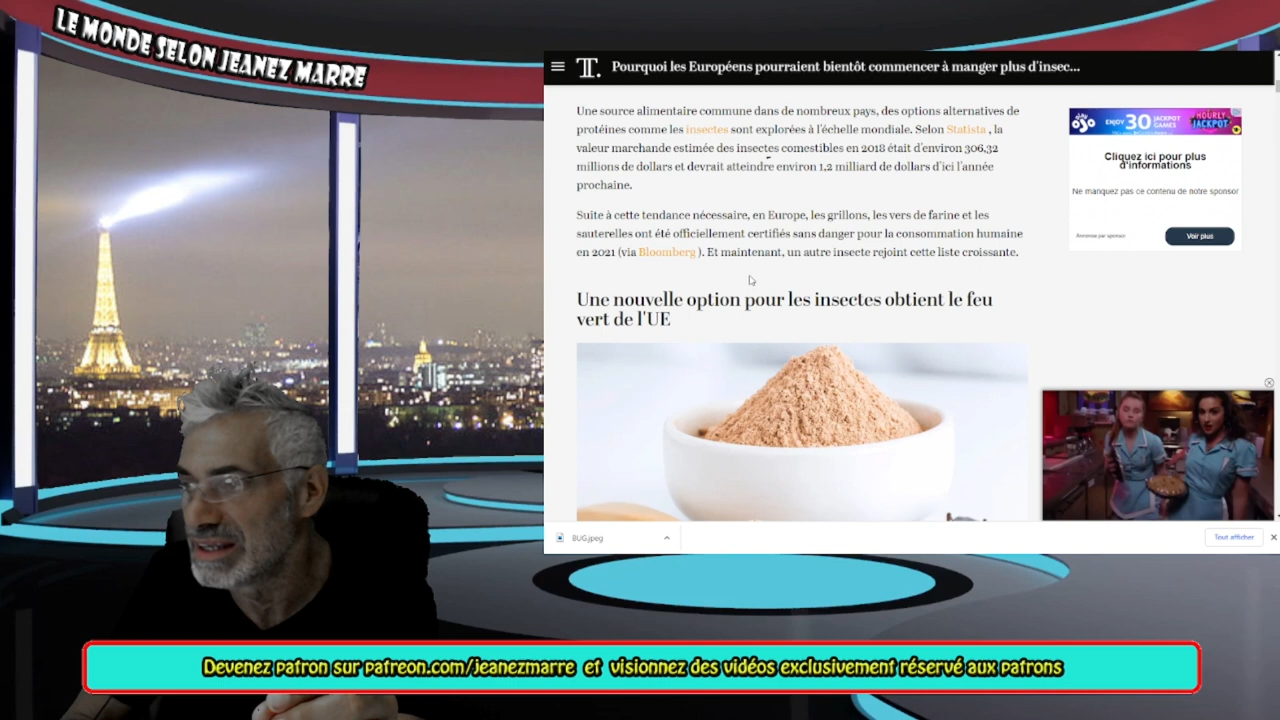 LE MONDE SELON JEANEZ MARRE
T. Pourquoi les Européens pourraient bientôt commencer à manger plus d'insec...
Une source alimentaire commune dans de nombreux pays, des options alternatives de
protéines comme les insectes sont explorées à l'échelle mondiale. Selon Statista , la
valeur marchande estimée des insectes comestibles en 2018 était d'environ 306,32
millions de dollars et devrait atteindre environ 1,2 milliard de dollars d'ici l'année
prochaine.
Suite à cette tendance nécessaire, en Europe, les grillons, les vers de farine et les
sauterelles ont été officiellement certifiés sans danger pour la consommation humaine
en 2021 (via Bloomberg ). Et maintenant, un autre insecte rejoint cette liste croissante.
Une nouvelle option pour les insectes obtient le feu
vert de l'UE
ENJOY 30 JACKPOT GAMES
HOURLY JACKPOT
Cliquez ici pour plus
d'informations
Ne manquez pas ce contenu de notre sponsor
Annonce par sponsor
Voir plus
BUG.jpeg
Tout afficher
Devenez patron sur patreon.com/jeanezmarre et visionnez des vidéos exclusivement réservé aux patrons